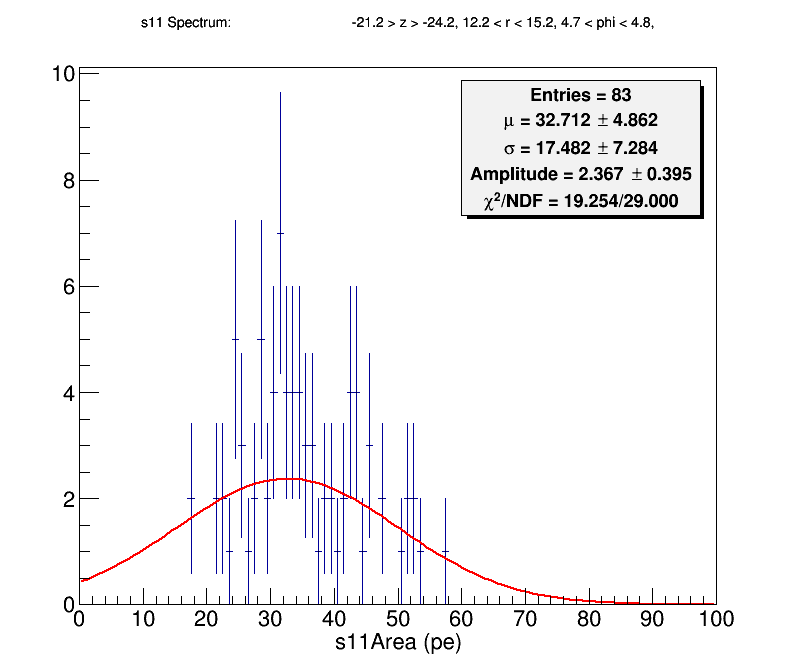 s11 Spectrum: -21.2 > z > -24.2, 12.2 < r < 15.2, 4.7 < phi < 4.8,
Entries = 83
μ = 32.712 ± 4.862
σ = 17.482 ± 7.284
Amplitude = 2.367 ± 0.395
χ²/NDF = 19.254/29.000
10
8
6
4
2
0
0 10 20 30 40 50 60 70 80 90 100
s11Area (pe)